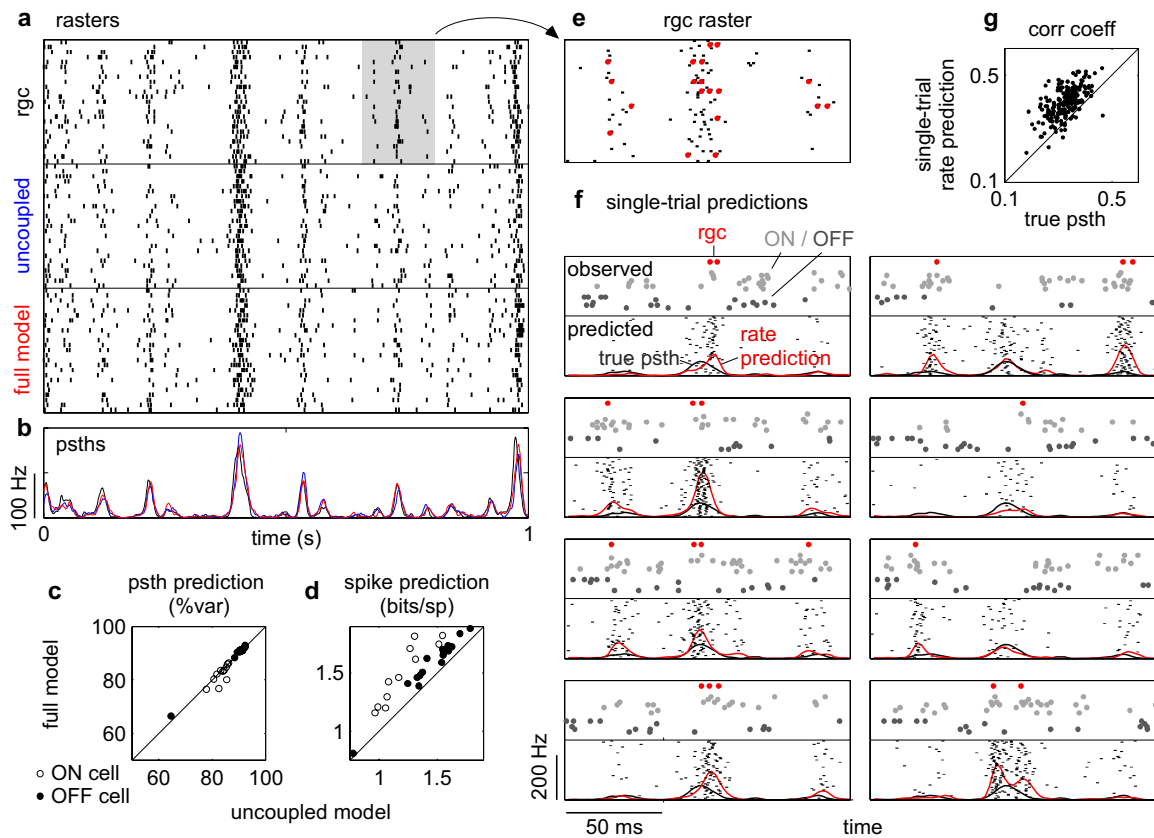 a rasters
rgc
uncoupled
full model
b
psths
100 Hz
0
1
time (s)
c
psth prediction
(%var)
100
80
60
60
80
100
full model
d
spike prediction
(bits/sp)
1.5
1
1
1.5
ON cell
OFF cell
uncoupled model
e
rgc raster
f single-trial predictions
rgc
ON / OFF
observed
predicted
true psth
rate
prediction
200 Hz
50 ms
time
g
corr coeff
single-trial
rate prediction
0.5
0.1
0.1
0.5
true psth